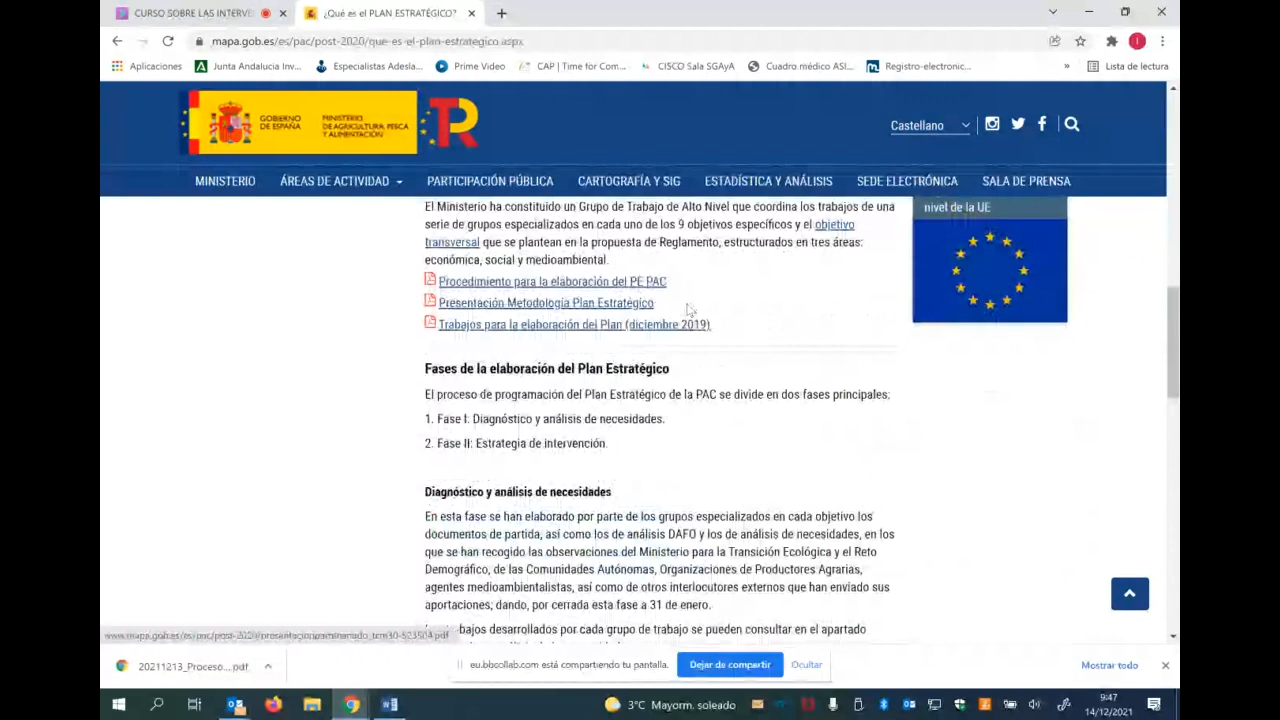 CURSO SOBRE LAS INTERVE
¿Qué es el PLAN ESTRATÉGICO?
mapa.gob.es/es/pac/post-2020/que-es-el-plan-estrategico.aspx
Aplicaciones
Junta Andalucia Inv...
Especialistas Adesla...
Prime Video
CAP | Time for Com...
CISCO Sala SGAyA
Cuadro médico ASI...
Registro-electronic...
»
Lista de lectura
GOBIERNO
DE ESPAÑA
MINISTERIO
DE AGRICULTURA, PESCA
Y ALIMENTACIÓN
Castellano
MINISTERIO
ÁREAS DE ACTIVIDAD
PARTICIPACIÓN PÚBLICA
CARTOGRAFÍA Y SIG
ESTADÍSTICA Y ANÁLISIS
SEDE ELECTRÓNICA
SALA DE PRENSA
El Ministerio ha constituido un Grupo de Trabajo de Alto Nivel que coordina los trabajos de una
serie de grupos especializados en cada uno de los 9 objetivos específicos y el objetivo
transversal que se plantean en la propuesta de Reglamento, estructurados en tres áreas:
económica, social y medioambiental.
Procedimiento para la elaboración del PE PAC
Presentación Metodología Plan Estratégico
Trabajos para la elaboración del Plan (diciembre 2019)
nivel de la UE
Fases de la elaboración del Plan Estratégico
El proceso de programación del Plan Estratégico de la PAC se divide en dos fases principales:
1. Fase I: Diagnóstico y análisis de necesidades.
2. Fase II: Estrategia de intervención.
Diagnóstico y análisis de necesidades
En esta fase se han elaborado por parte de los grupos especializados en cada objetivo los
documentos de partida, así como los de análisis DAFO y los de análisis de necesidades, en los
que se han recogido las observaciones del Ministerio para la Transición Ecológica y el Reto
Demográfico, de las Comunidades Autónomas, Organizaciones de Productores Agrarias,
agentes medioambientalistas, así como de otros interlocutores externos que han enviado sus
aportaciones; dando, por cerrada esta fase a 31 de enero.
bajos desarrollados por cada grupo de trabajo se pueden consultar en el apartado
20211213_Proceso....pdf
eu.bbcollab.com está compartiendo tu pantalla.
Dejar de compartir
Ocultar
Mostrar todo
3°C Mayorm. soleado
9:47
14/12/2021